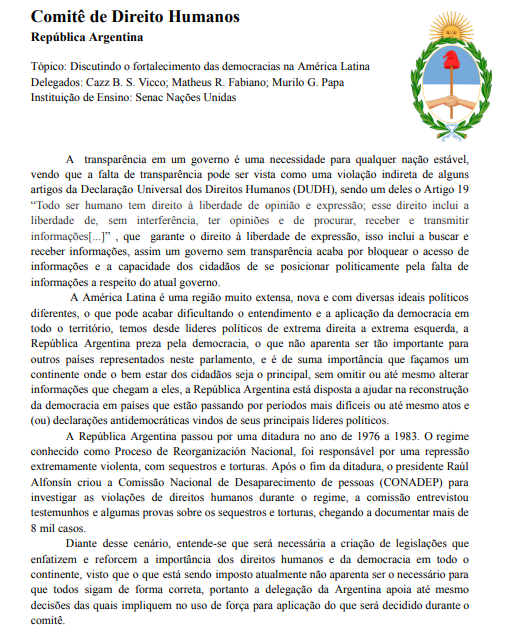 Comitê de Direito Humanos
República Argentina
Tópico: Discutindo o fortalecimento das democracias na América Latina
Delegados: Cazz B. S. Vicco; Matheus R. Fabiano; Murilo G. Papa
Instituição de Ensino: Senac Nações Unidas
A transparência em um governo é uma necessidade para qualquer nação estável,
vendo que a falta de transparência pode ser vista como uma violação indireta de alguns
artigos da Declaração Universal dos Direitos Humanos (DUDH), sendo um deles o Artigo 19
“Todo ser humano tem direito à liberdade de opinião e expressão; esse direito inclui a
liberdade de, sem interferência, ter opiniões e de procurar, receber e transmitir
informações[...]” , que garante o direito à liberdade de expressão, isso inclui a buscar e
receber informações, assim um governo sem transparência acaba por bloquear o acesso de
informações e a capacidade dos cidadãos de se posicionar politicamente pela falta de
informações a respeito do atual governo.
A América Latina é uma região muito extensa, nova e com diversas ideais políticos
diferentes, o que pode acabar dificultando o entendimento e a aplicação da democracia em
todo o território, temos desde líderes políticos de extrema direita a extrema esquerda, a
República Argentina preza pela democracia, o que não aparenta ser tão importante para
outros países representados neste parlamento, e é de suma importância que façamos um
continente onde o bem estar dos cidadãos seja o principal, sem omitir ou até mesmo alterar
informações que chegam a eles, a República Argentina está disposta a ajudar na reconstrução
da democracia em países que estão passando por períodos mais difíceis ou até mesmo atos e
(ou) declarações antidemocráticas vindos de seus principais líderes políticos.
A República Argentina passou por uma ditadura no ano de 1976 a 1983. O regime
conhecido como Processo de Reorganización Nacional, foi responsável por uma repressão
extremamente violenta, com sequestros e torturas. Após o fim da ditadura, o presidente Raúl
Alfonsín criou a Comissão Nacional de Desaparecimento de pessoas (CONADEP) para
investigar as violações de direitos humanos durante o regime, a comissão entrevistou
testemunhos e algumas provas sobre os sequestros e torturas, chegando a documentar mais de
8 mil casos.
Diante desse cenário, entende-se que será necessária a criação de legislações que
enfatizem e reforcem a importância dos direitos humanos e da democracia em todo o
continente, visto que o que está sendo imposto atualmente não aparenta ser o necessário para
que todos sigam de forma correta, portanto a delegação da Argentina apoia até mesmo
decisões das quais impliquem no uso de força para aplicação do que será decidido durante o
comitê.